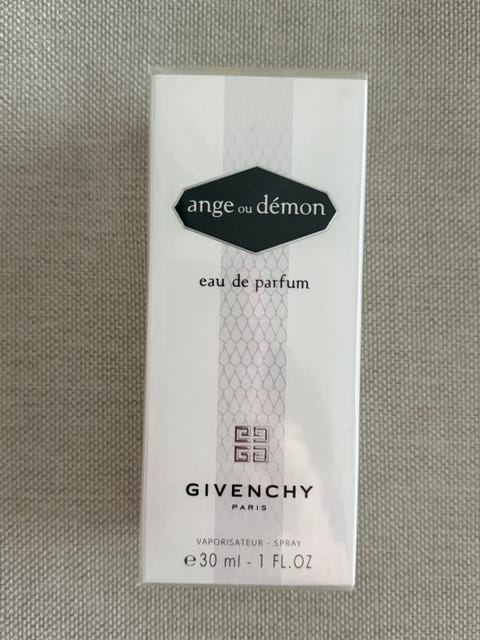 ange ou démon
eau de parfum
GIVENCHY
PARIS
VAPORISATEUR - SPRAY
℮30 ml - 1 FL.OZ